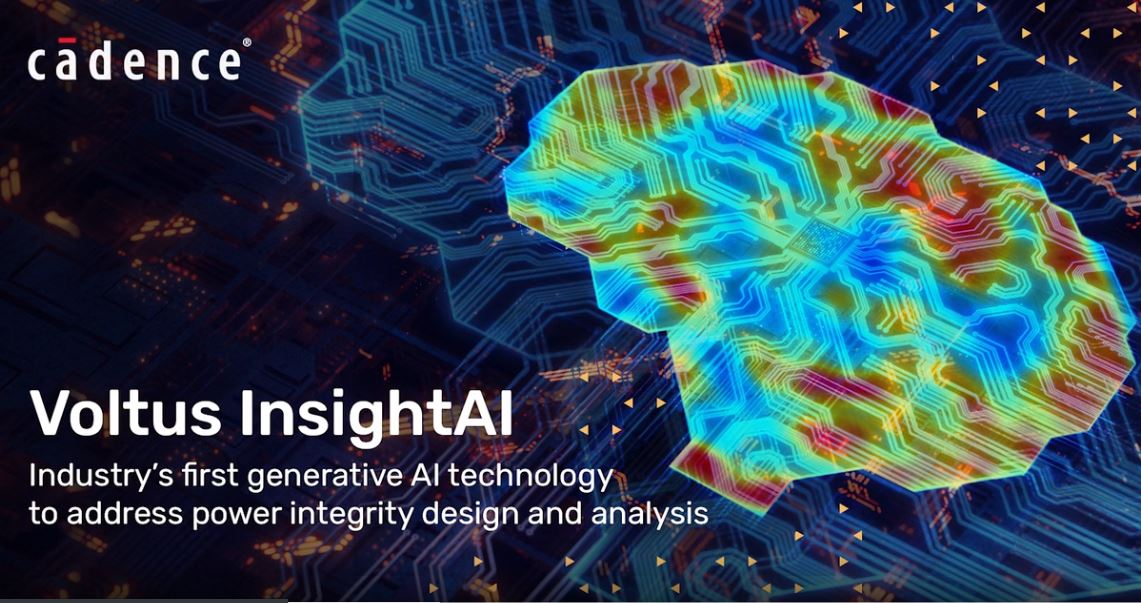 cādence®
Voltus InsightAI
Industry's first generative AI technology
to address power integrity design and analysis